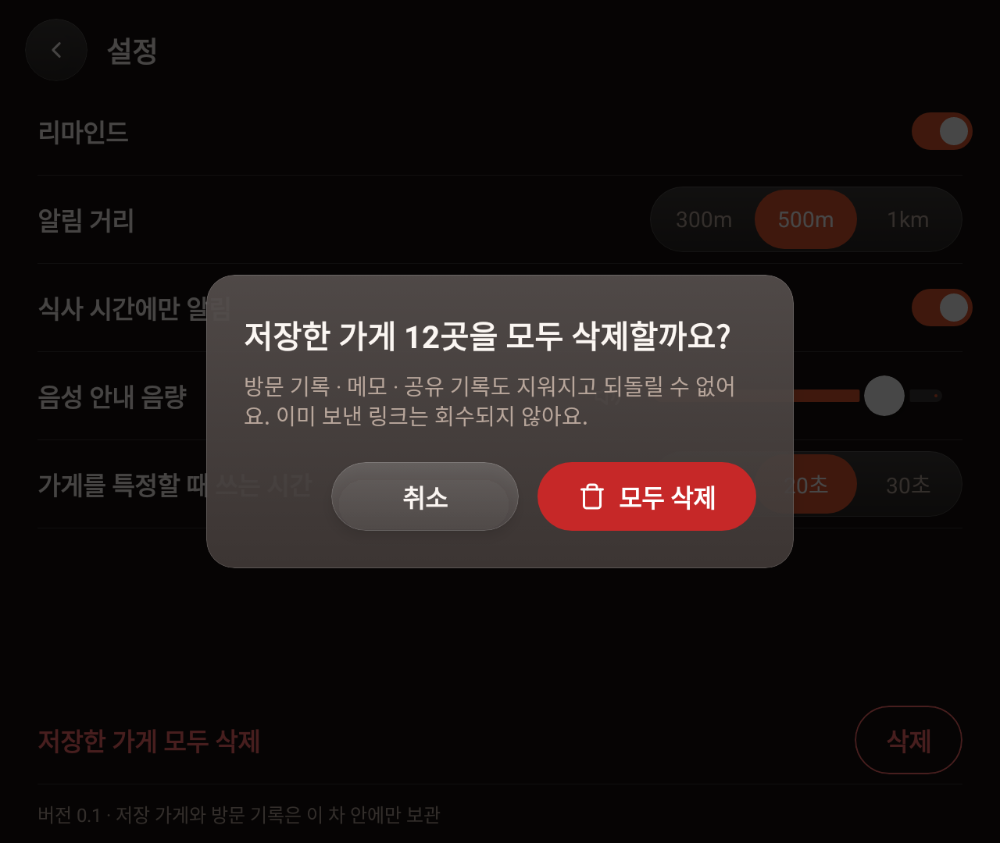 설정
리마인드
알림 거리
300m 500m 1km
식사 시간에만 알림
저장한 가게 12곳을 모두 삭제할까요?
방문 기록 · 메모 · 공유 기록도 지워지고 되돌릴 수 없어
요. 이미 보낸 링크는 회수되지 않아요.
음성 안내 음량
가게를 특정할 때 쓰는 시간
20초 30초
취소 모두 삭제
저장한 가게 모두 삭제
삭제
버전 0.1 · 저장 가게와 방문 기록은 이 차 안에만 보관